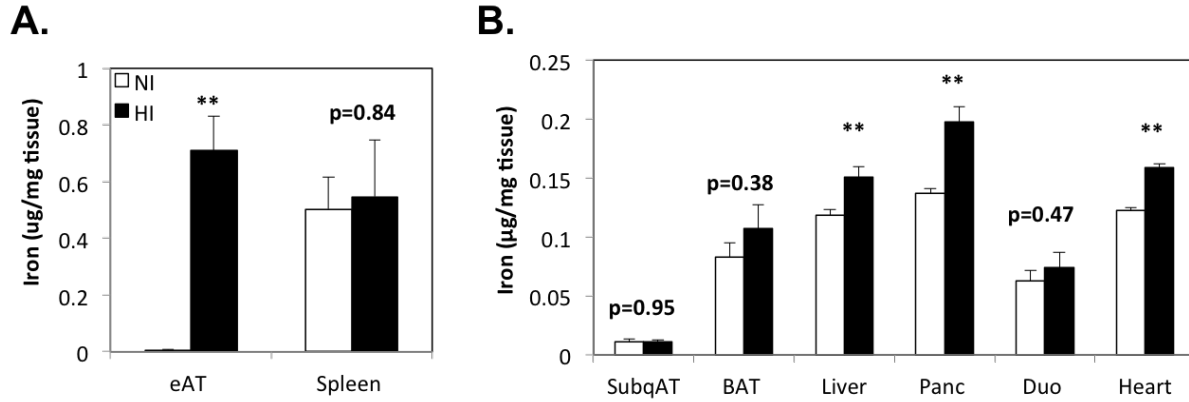 A.
Iron (ug/mg tissue)
1
0.8
0.6
0.4
0.2
0
NI
HI
**
p=0.84
eAT Spleen
B.
Iron (µg/mg tissue)
0.25
0.2
0.15
0.1
0.05
0
p=0.95
p=0.38
**
**
p=0.47
**
SubqAT BAT Liver Panc Duo Heart